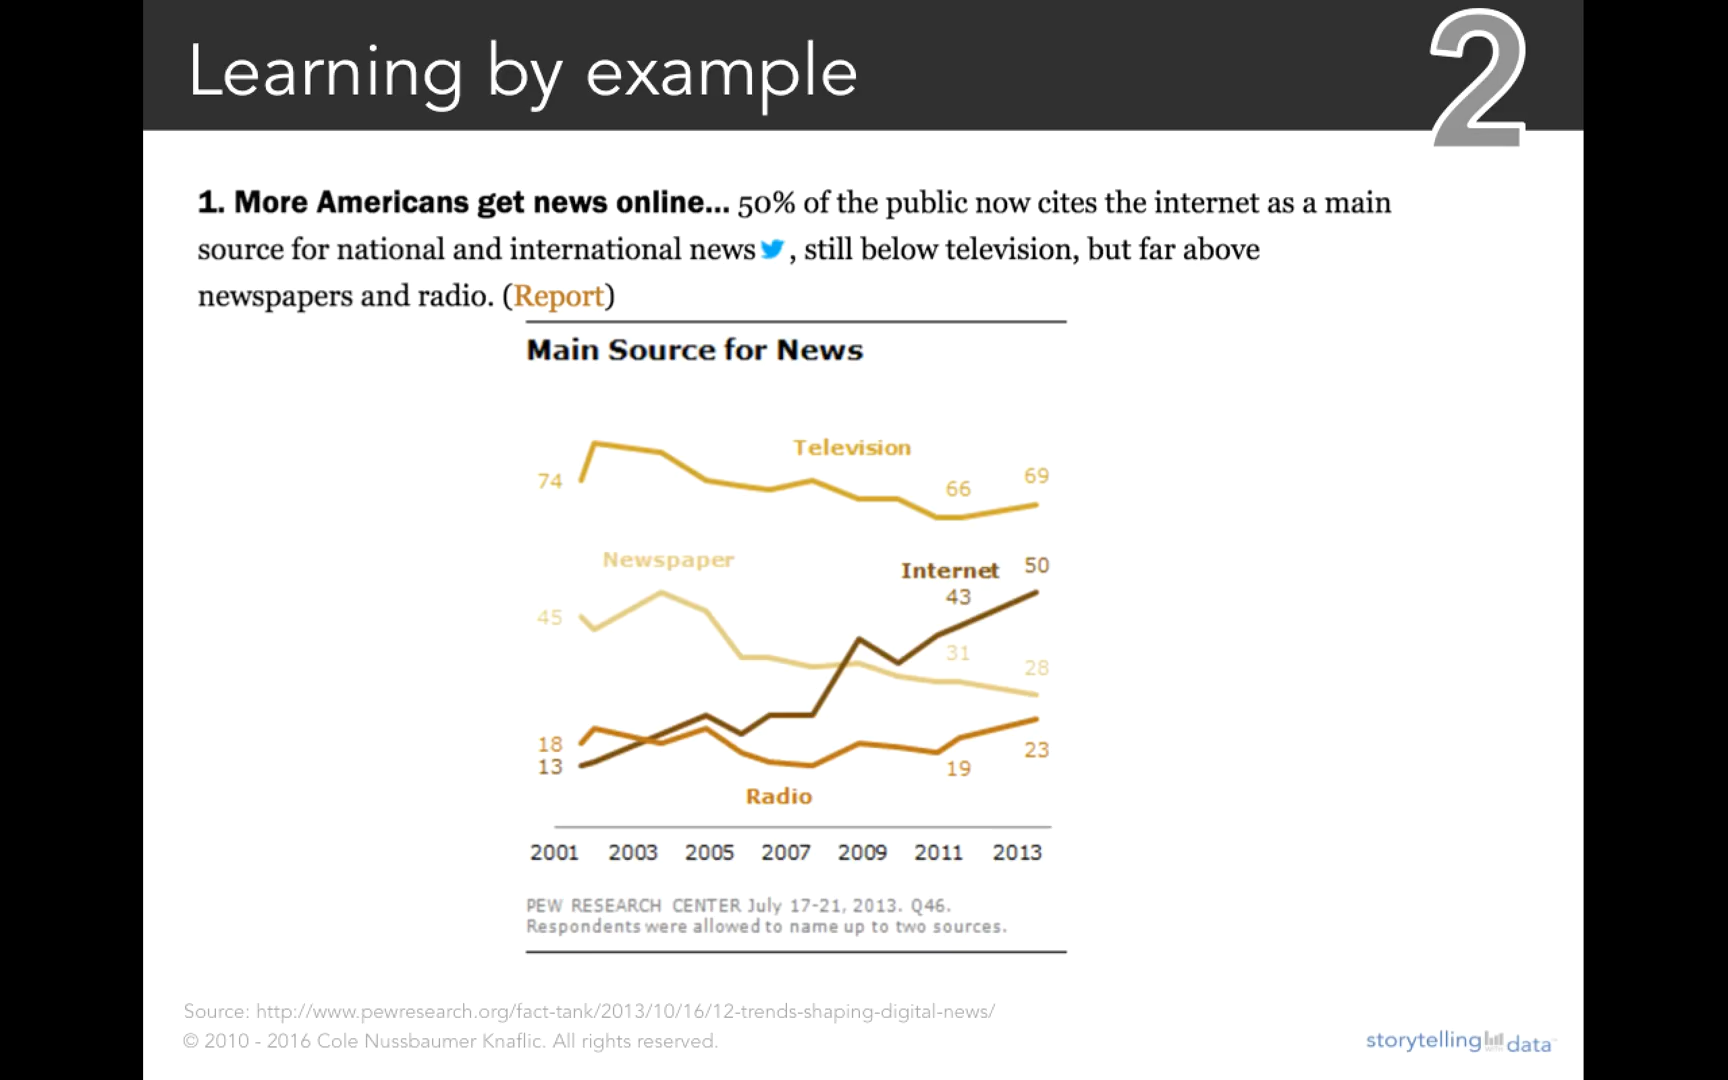 Learning by example
2
1. More Americans get news online... 50% of the public now cites the internet as a main
source for national and international news, still below television, but far above
newspapers and radio. (Report)
Main Source for News
Television
74
66
69
Newspaper
Internet
50
43
45
31
28
18
13
23
19
Radio
2001 2003 2005 2007 2009 2011 2013
PEW RESEARCH CENTER July 17-21, 2013. Q46.
Respondents were allowed to name up to two sources.
Source: http://www.pewresearch.org/fact-tank/2013/10/16/12-trends-shaping-digital-news/
© 2010 - 2016 Cole Nussbaumer Knaflic. All rights reserved.
storytelling with data